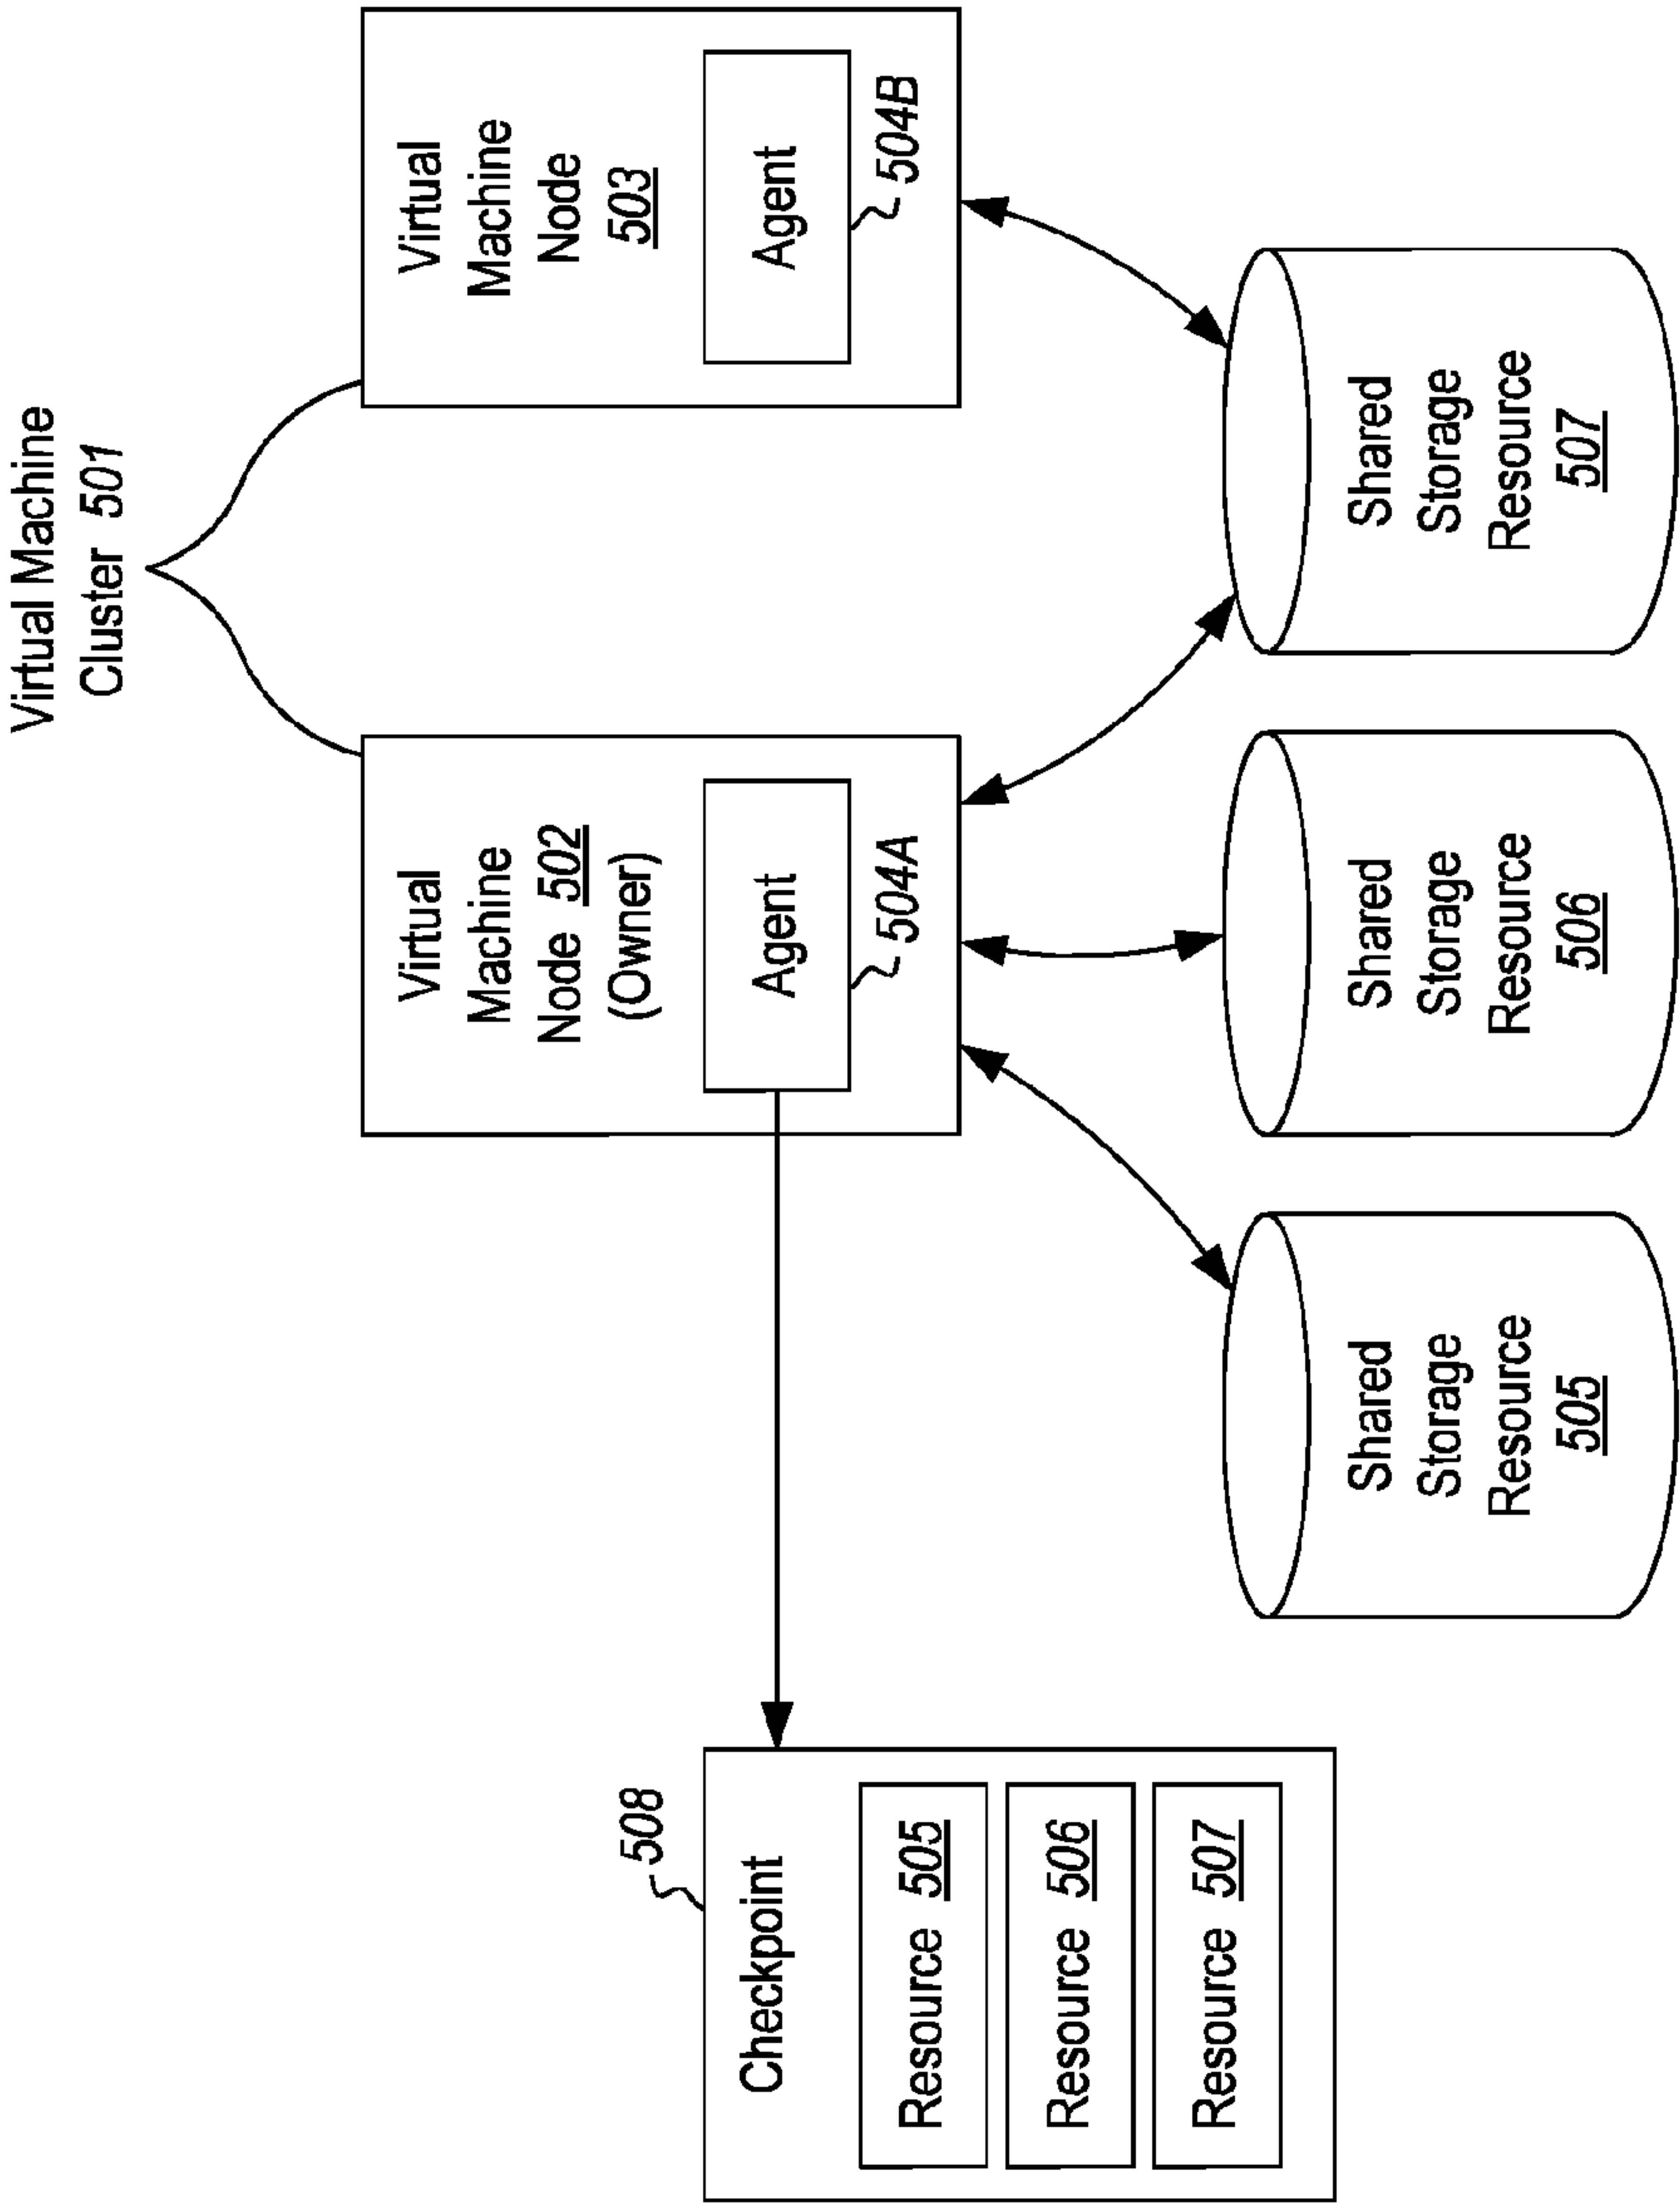 Virtual Machine
Cluster 501
508
Checkpoint
Resource 505
Resource 506
Resource 507
Virtual
Machine
Node 502
(Owner)
Agent
504A
Virtual
Machine
Node
503
Agent
504B
Shared
Storage
Resource
505
Shared
Storage
Resource
506
Shared
Storage
Resource
507